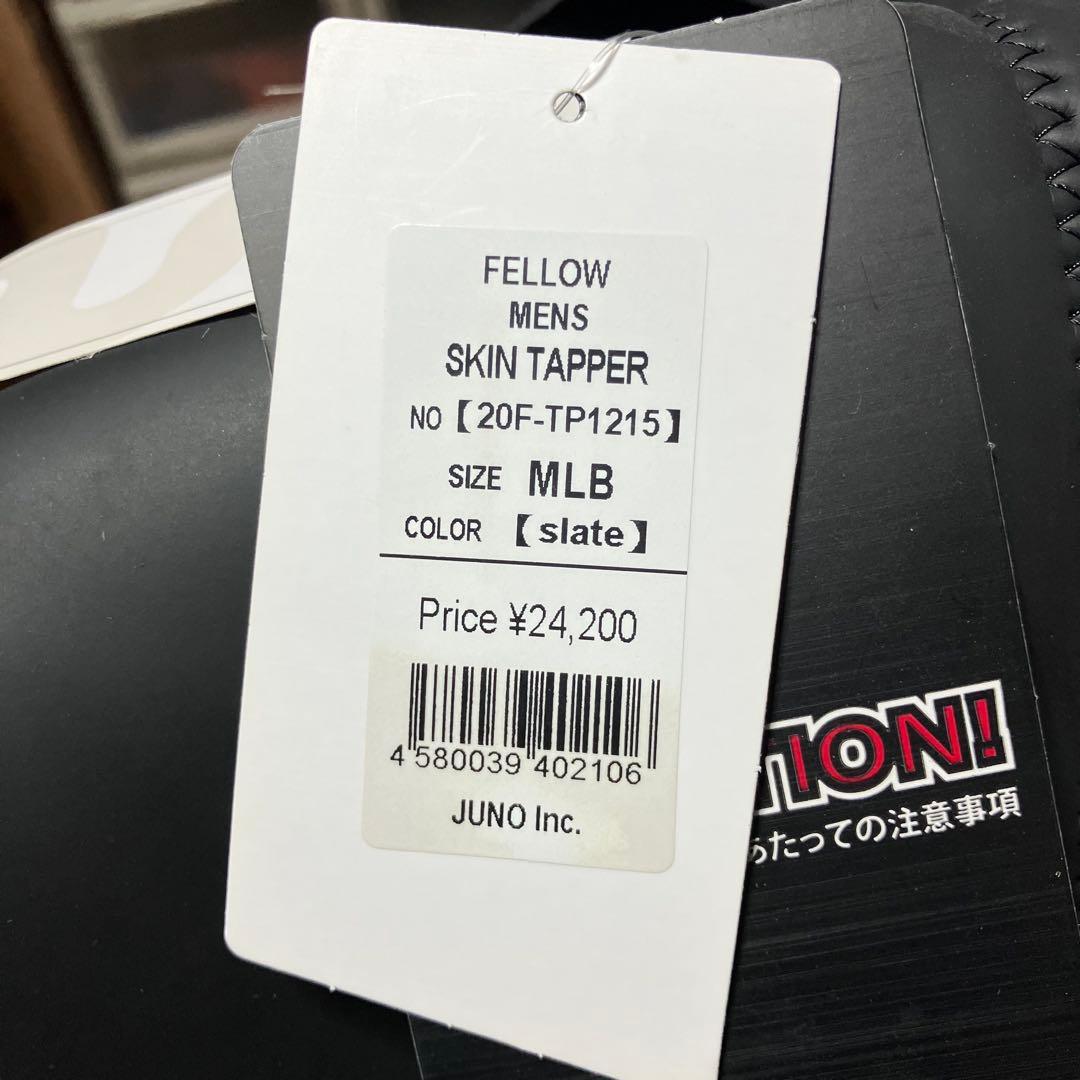 FELLOW
MENS
SKIN TAPPER
NO【20F-TP1215】
SIZE MLB
COLOR 【slate】
Price ¥24,200
4 580039 402106
JUNO Inc.
TION!
あたっての注意事項